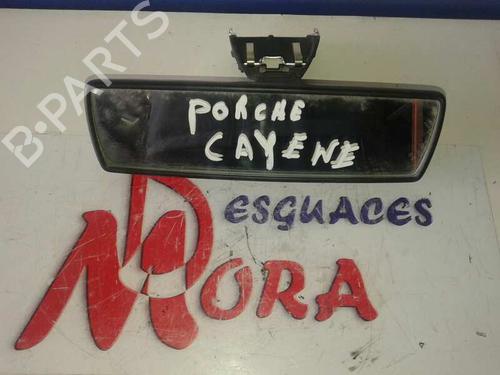 B-PARTS
PORCHE
CAYENE
DESGUACES
MORA